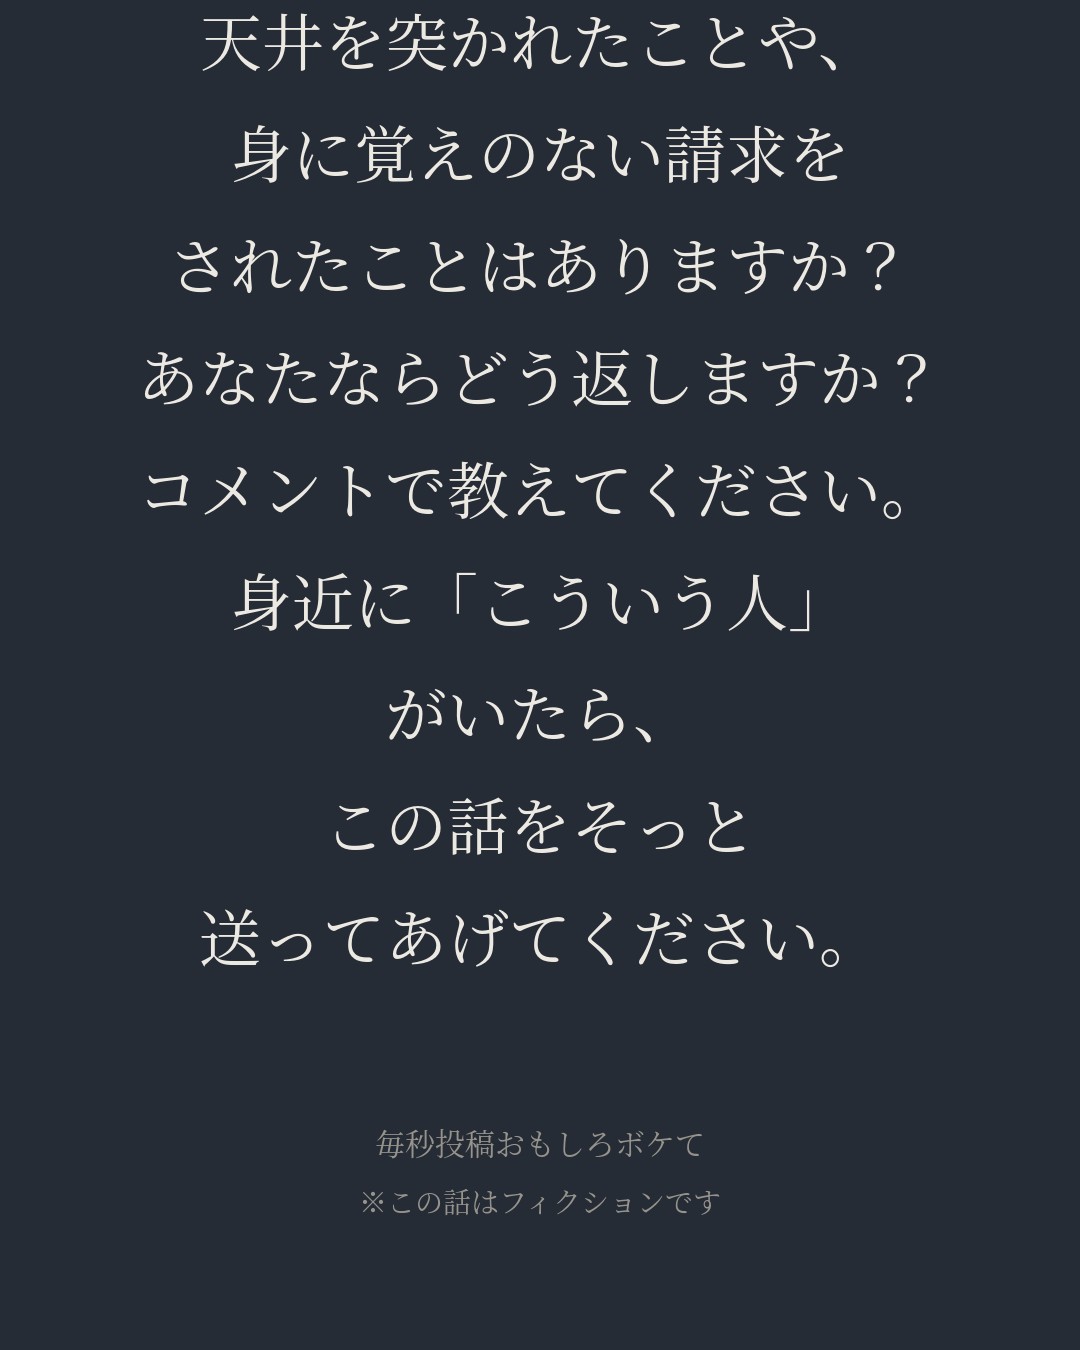 天井を突かれたことや、
身に覚えのない請求を
されたことはありますか？
あなたならどう返しますか？
コメントで教えてください。
身近に「こういう人」
がいたら、
この話をそっと
送ってあげてください。
毎秒投稿おもしろボケて
※この話はフィクションです